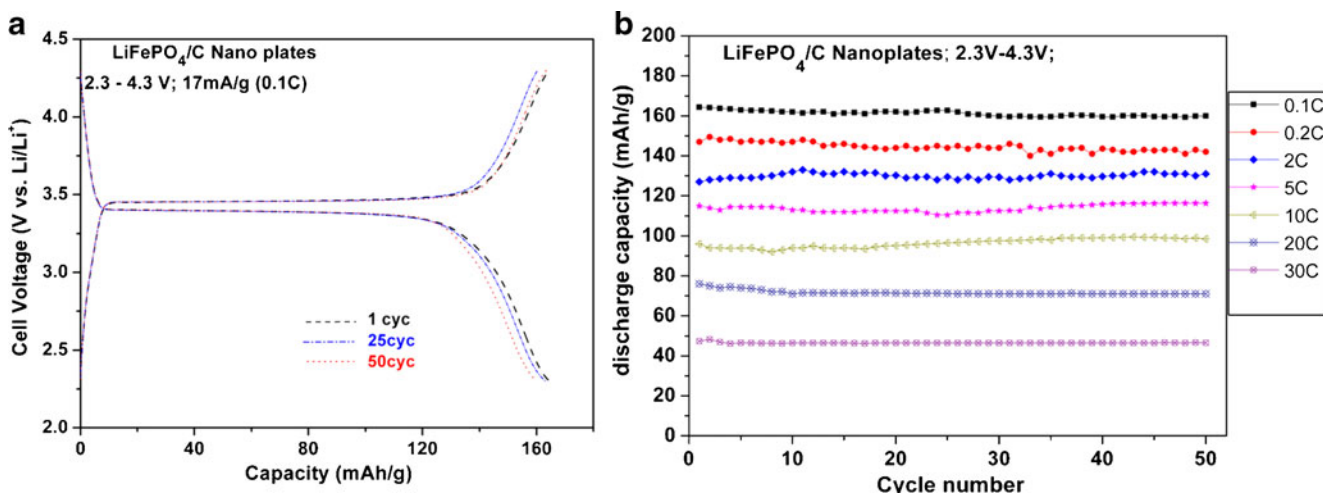 a
LiFePO4/C Nano plates
2.3 - 4.3 V; 17mA/g (0.1C)
4.5
4.0
3.5
3.0
2.5
2.0
Cell Voltage (V vs. Li/Li+)
1 cyc
25cyc
50cyc
0 40 80 120 160
Capacity (mAh/g)
b
LiFePO4/C Nanoplates; 2.3V-4.3V;
200
180
160
140
120
100
80
60
40
20
0
discharge capacity (mAh/g)
0 10 20 30 40 50
Cycle number
0.1C
0.2C
2C
5C
10C
20C
30C